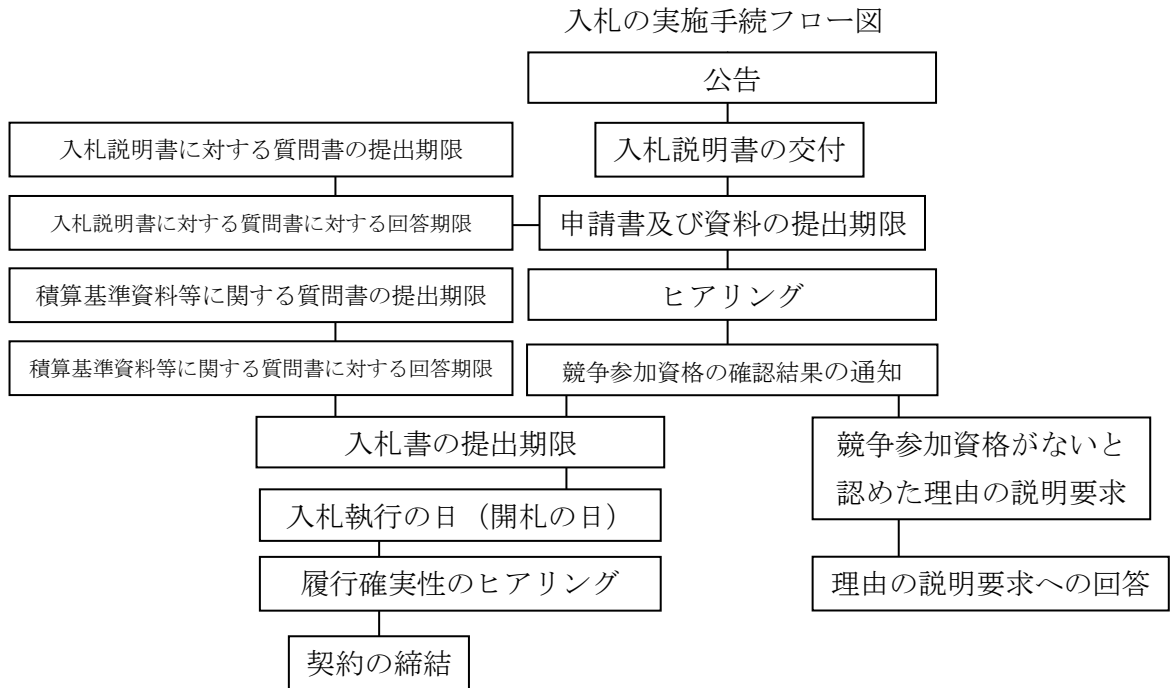 入札の実施手続フロー図
公告
入札説明書に対する質問書の提出期限
入札説明書の交付
入札説明書に対する質問書に対する回答期限
申請書及び資料の提出期限
積算基準資料等に関する質問書の提出期限
ヒアリング
積算基準資料等に関する質問書に対する回答期限
競争参加資格の確認結果の通知
入札書の提出期限
競争参加資格がないと
認めた理由の説明要求
入札執行の日（開札の日）
履行確実性のヒアリング
理由の説明要求への回答
契約の締結